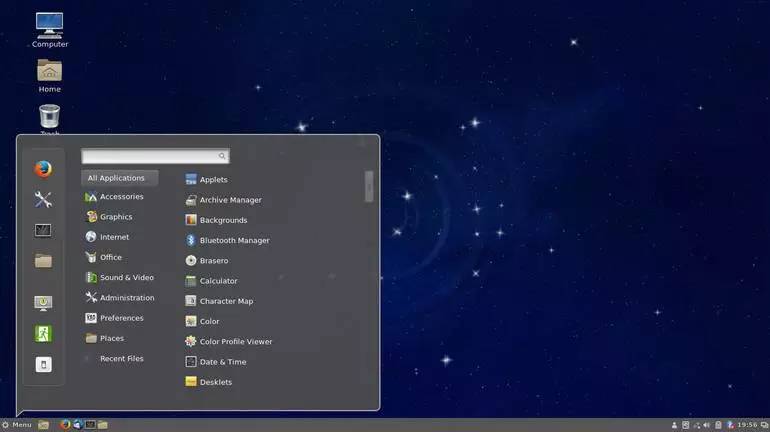 Computer
Home
Trash
All Applications
Accessories
Graphics
Internet
Office
Sound & Video
Administration
Preferences
Places
Recent Files
Applets
Archive Manager
Backgrounds
Bluetooth Manager
Brasero
Calculator
Character Map
Color
Color Profile Viewer
Date & Time
Desklets
Menu
19:56